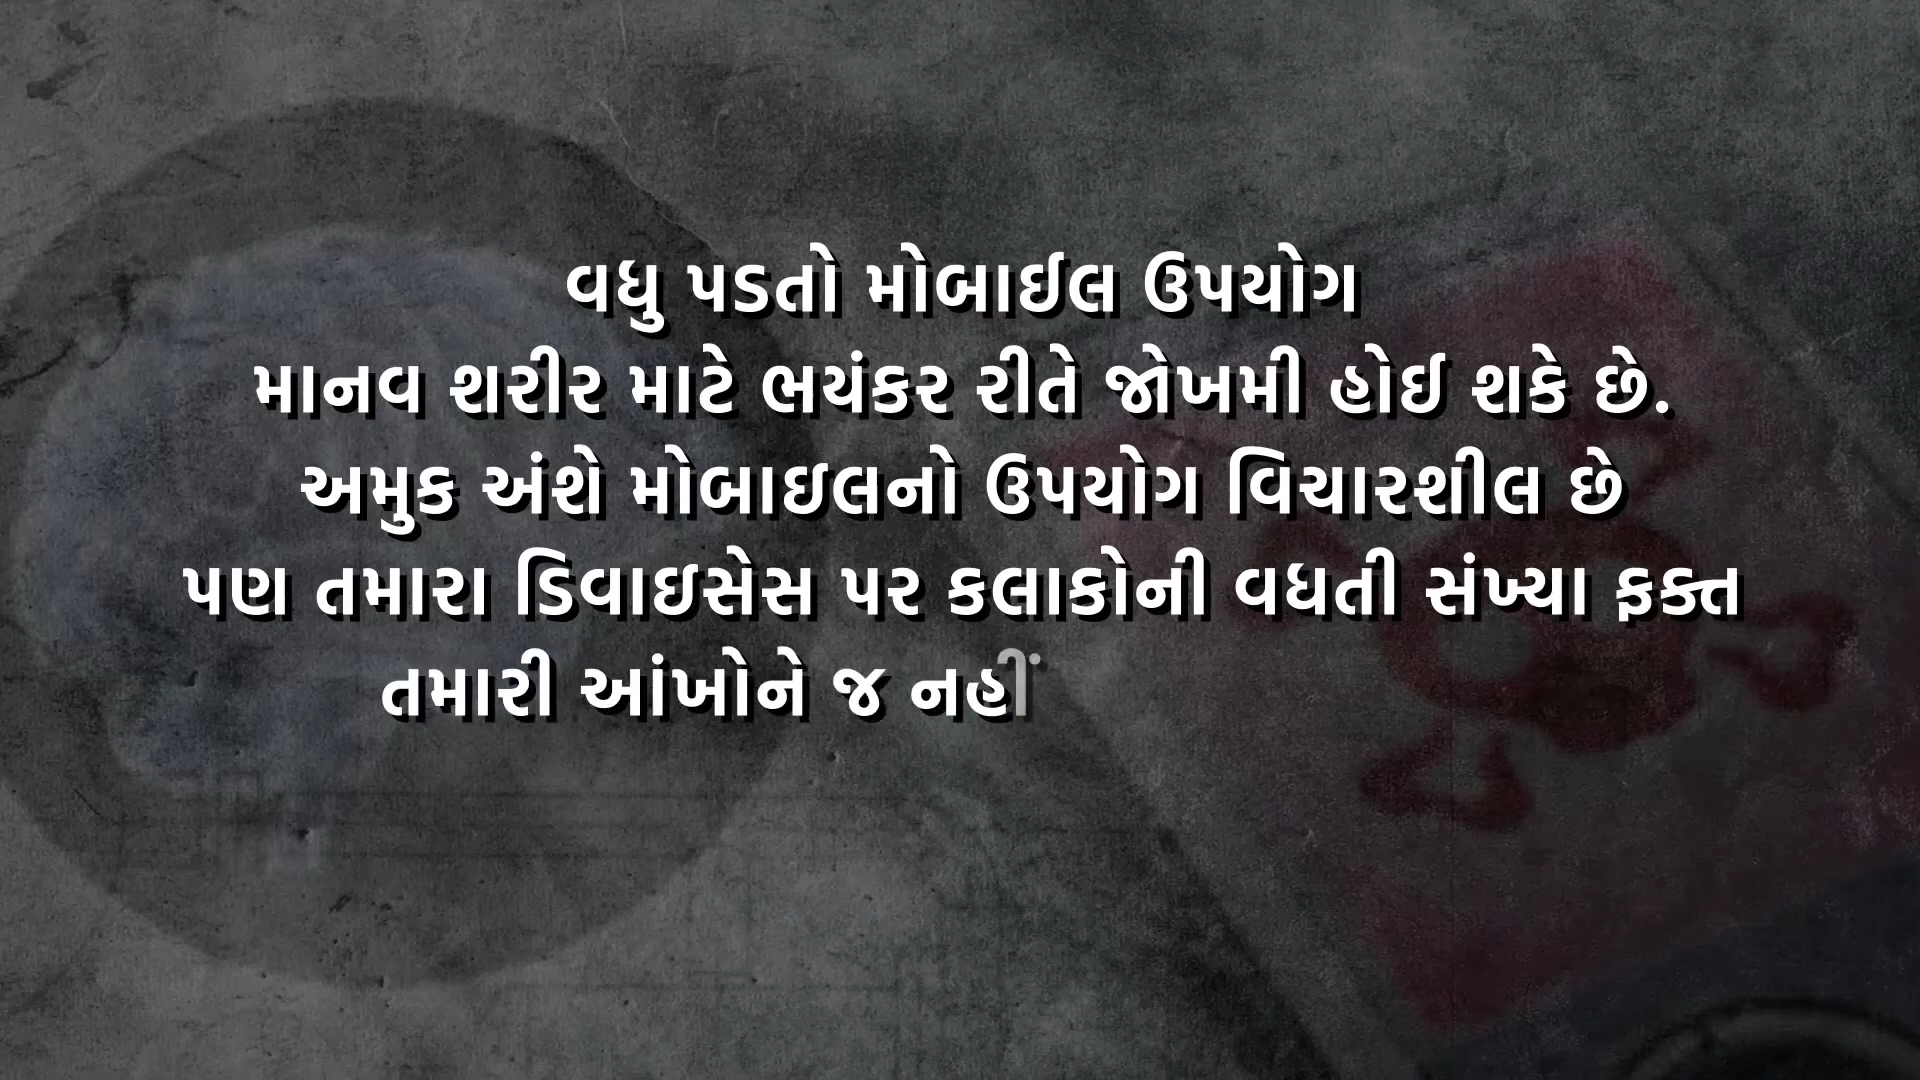 વધુ પડતો મોબાઈલ ઉપયોગ
માનવ શરીર માટે ભયંકર રીતે જોખમી હોઈ શકે છે.
અમુક અંશે મોબાઇલનો ઉપયોગ વિચારશીલ છે
પણ તમારા ડિવાઇસેસ પર કલાકોની વધતી સંખ્યા ફક્ત
તમારી આંખોને જ નહીં